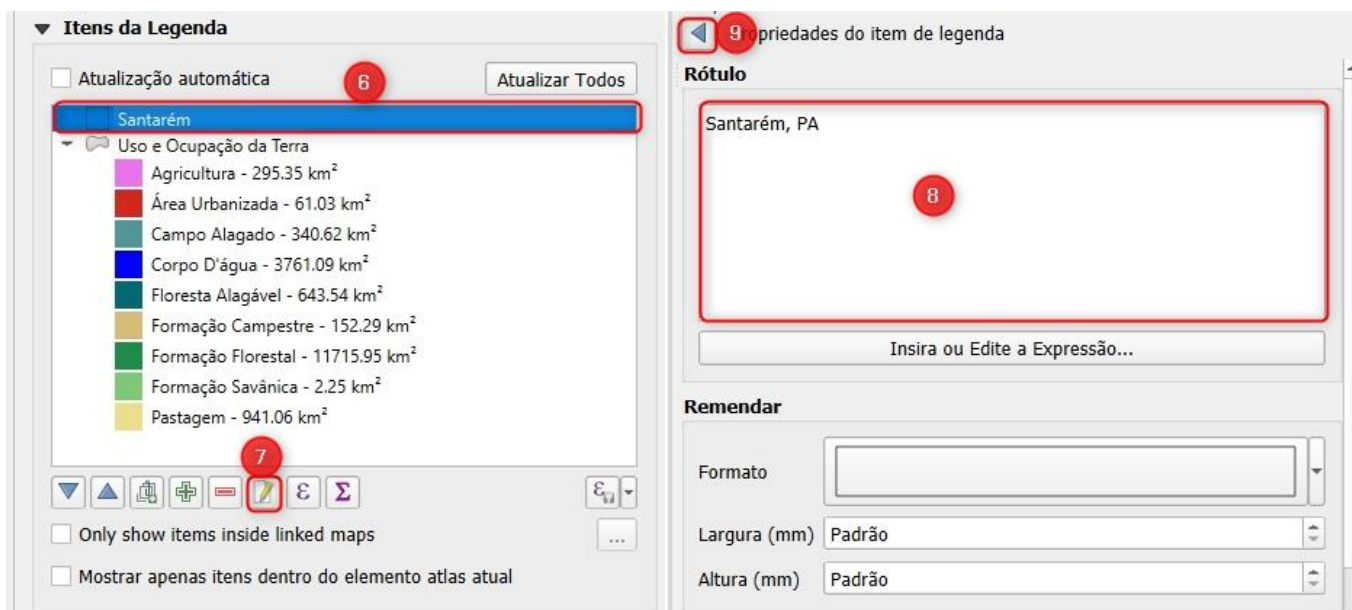 Itens da Legenda
Atualização automática
6
Atualizar Todos
Santarém
Uso e Ocupação da Terra
Agricultura - 295.35 km²
Área Urbanizada - 61.03 km²
Campo Alagado - 340.62 km²
Corpo D'água - 3761.09 km²
Floresta Alagável - 643.54 km²
Formação Campestre - 152.29 km²
Formação Florestal - 11715.95 km²
Formação Savânica - 2.25 km²
Pastagem - 941.06 km²
7
ε Σ
ε
Only show items inside linked maps
...
Mostrar apenas itens dentro do elemento atlas atual
9 ropriedades do item de legenda
Rótulo
Santarém, PA
8
Insira ou Edite a Expressão...
Remendar
Formato
Largura (mm) Padrão
Altura (mm) Padrão